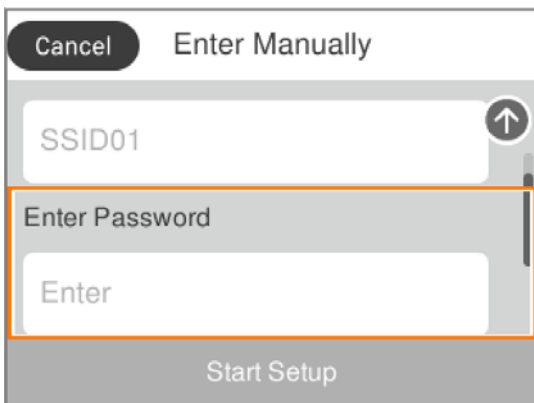 Cancel Enter Manually
SSID01
Enter Password
Enter
Start Setup